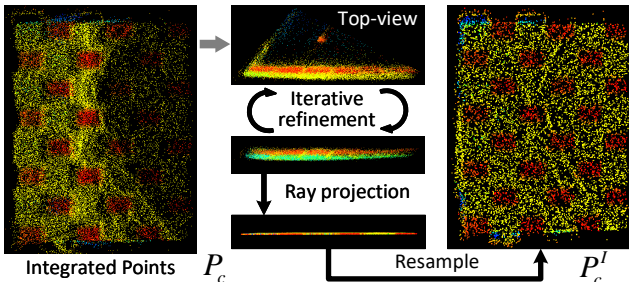 Top-view
Iterative
refinement
Ray projection
Integrated Points
P_c
Resample
P_c^I